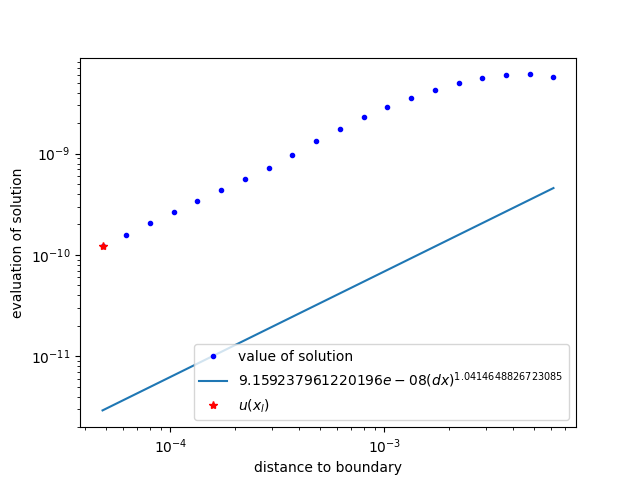 evaluation of solution
10⁻⁹
10⁻¹⁰
10⁻¹¹
value of solution
9.159237961220196e − 08(dx)^1.0414648826723085
u(x_l)
10⁻⁴
10⁻³
distance to boundary